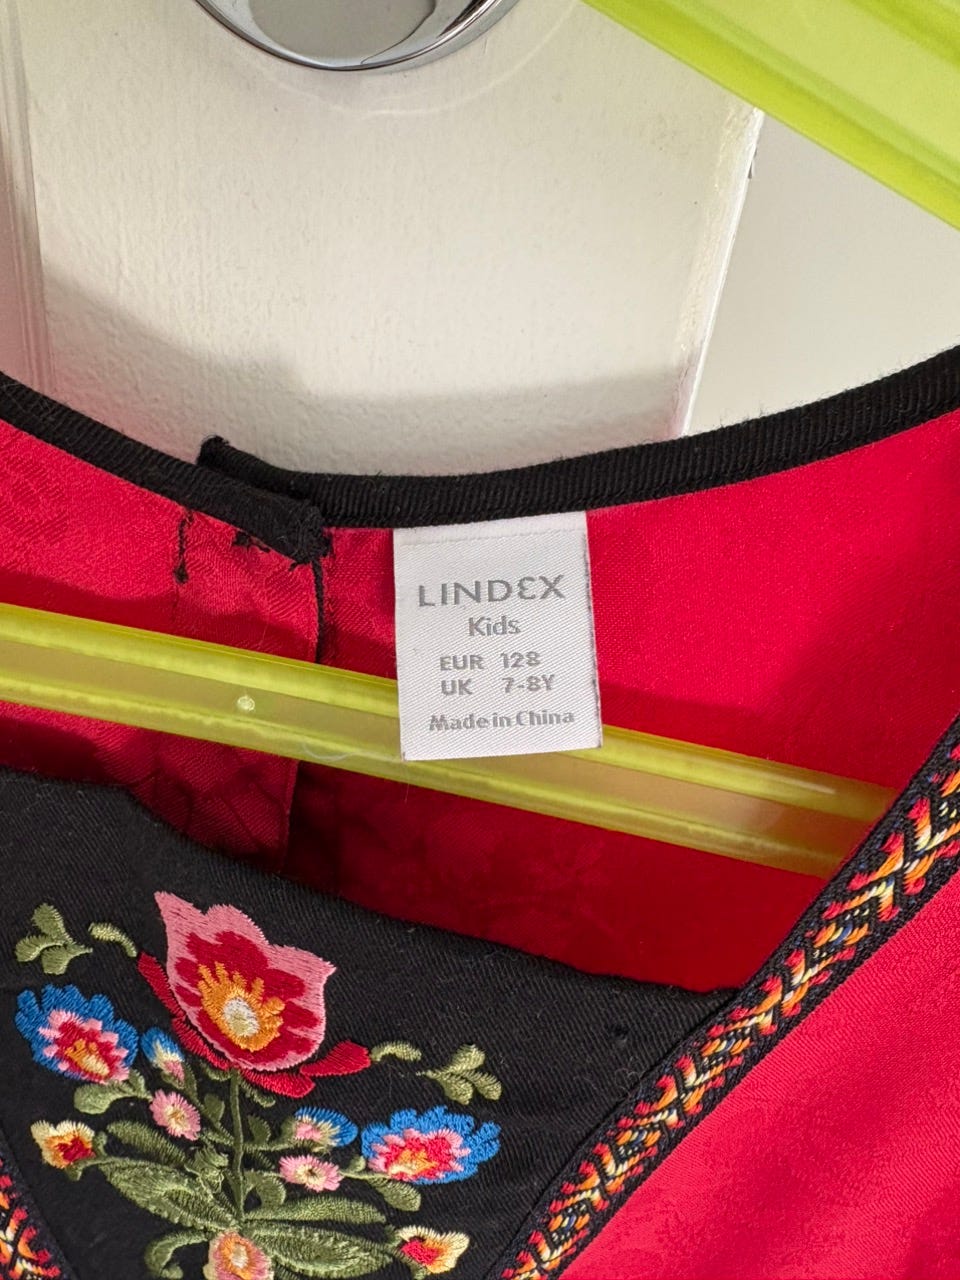 LINDEX
Kids
EUR 128
UK 7-8Y
Made in China